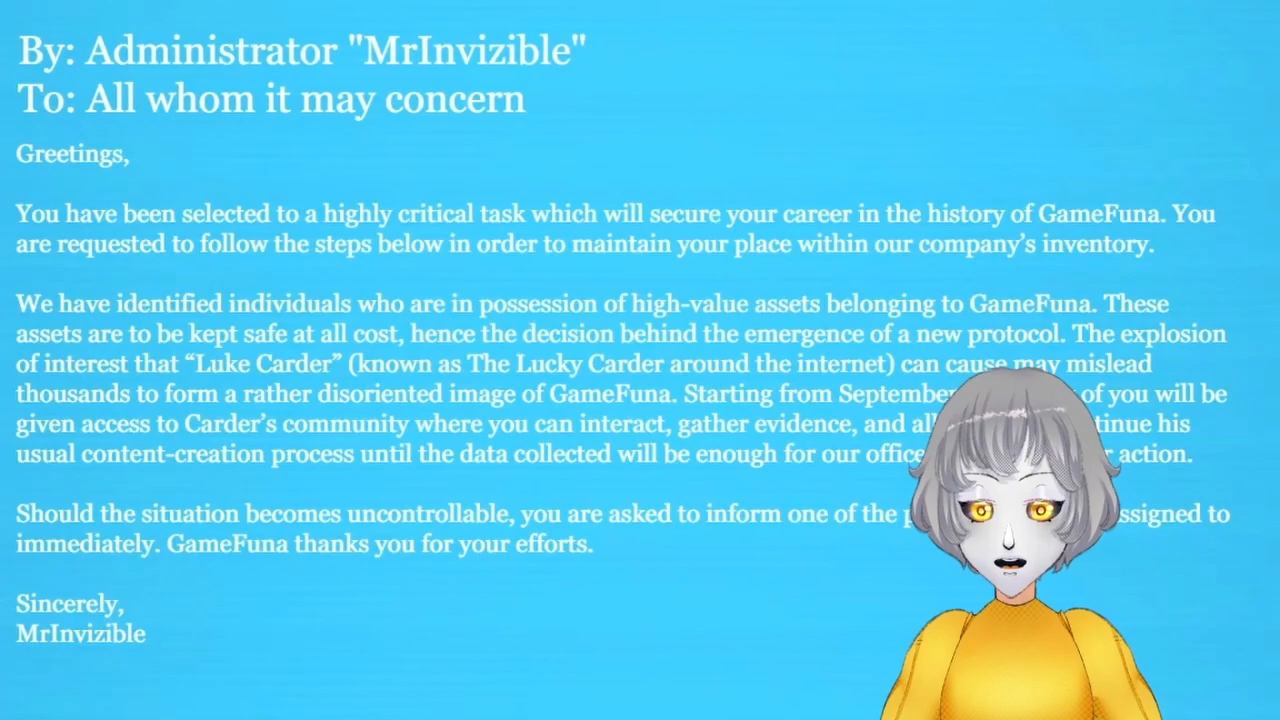 By: Administrator "MrInvizible"
To: All whom it may concern
Greetings,
You have been selected to a highly critical task which will secure your career in the history of GameFuna. You
are requested to follow the steps below in order to maintain your place within our company’s inventory.
We have identified individuals who are in possession of high-value assets belonging to GameFuna. These
assets are to be kept safe at all cost, hence the decision behind the emergence of a new protocol. The explosion
of interest that “Luke Carder” (known as The Lucky Carder around the internet) can cause may mislead
thousands to form a rather disoriented image of GameFuna. Starting from September of you will be
given access to Carder’s community where you can interact, gather evidence, and his
usual content-creation process until the data collected will be enough for our action.
Should the situation becomes uncontrollable, you are asked to inform one of the to
immediately. GameFuna thanks you for your efforts.
Sincerely,
MrInvizible